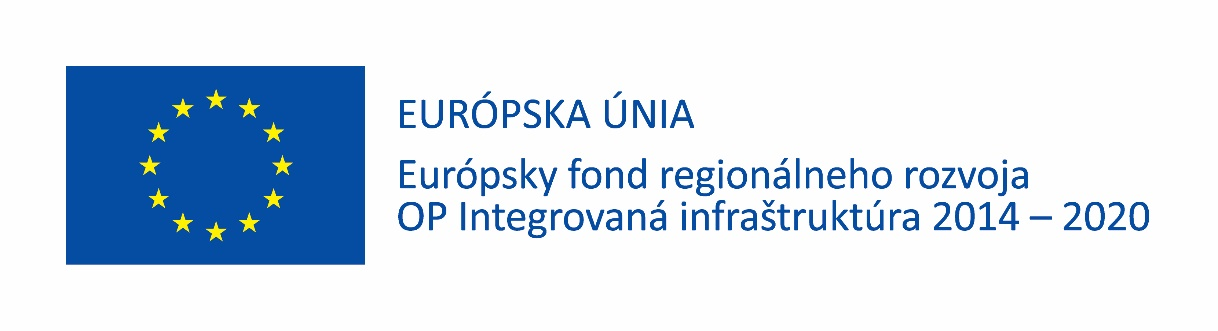 EURÓPSKA ÚNIA
Európsky fond regionálneho rozvoja
OP Integrovaná infraštruktúra 2014 – 2020